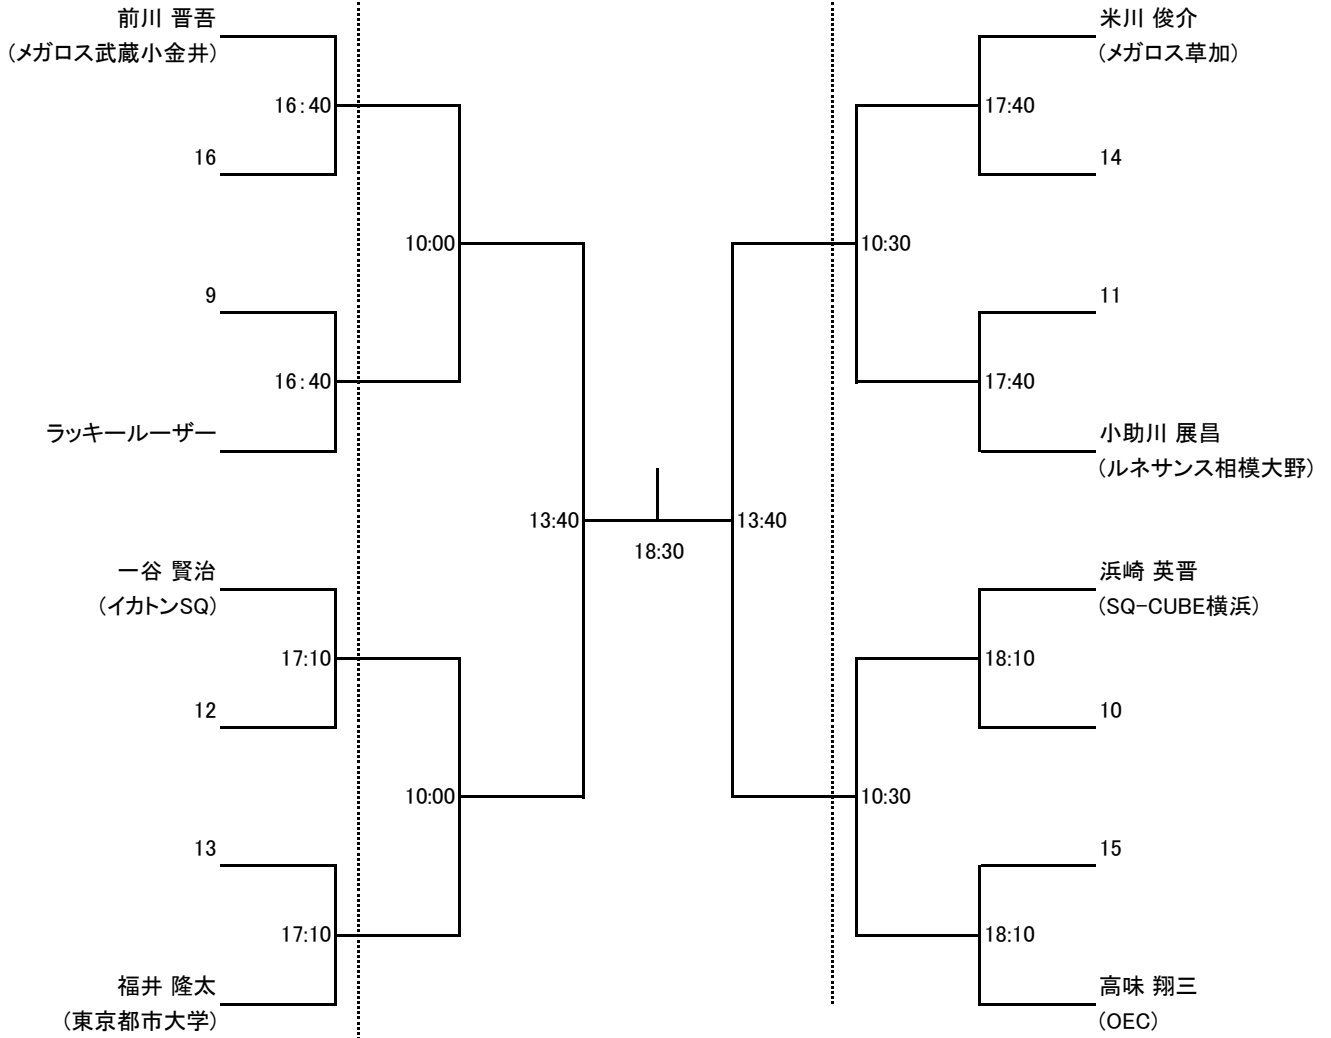 前川 晋吾
(メガロス武蔵小金井)
16:40
16
10:00
9
16:40
ラッキールーザー
13:40
一谷 賢治
(イカトンSQ)
17:10
12
10:00
13
17:10
福井 隆太
(東京都市大学)
18:30
米川 俊介
(メガロス草加)
17:40
14
10:30
11
17:40
小助川 展昌
(ルネサンス相模大野)
13:40
浜崎 英晋
(SQ-CUBE横浜)
18:10
10
10:30
15
18:10
高味 翔三
(OEC)